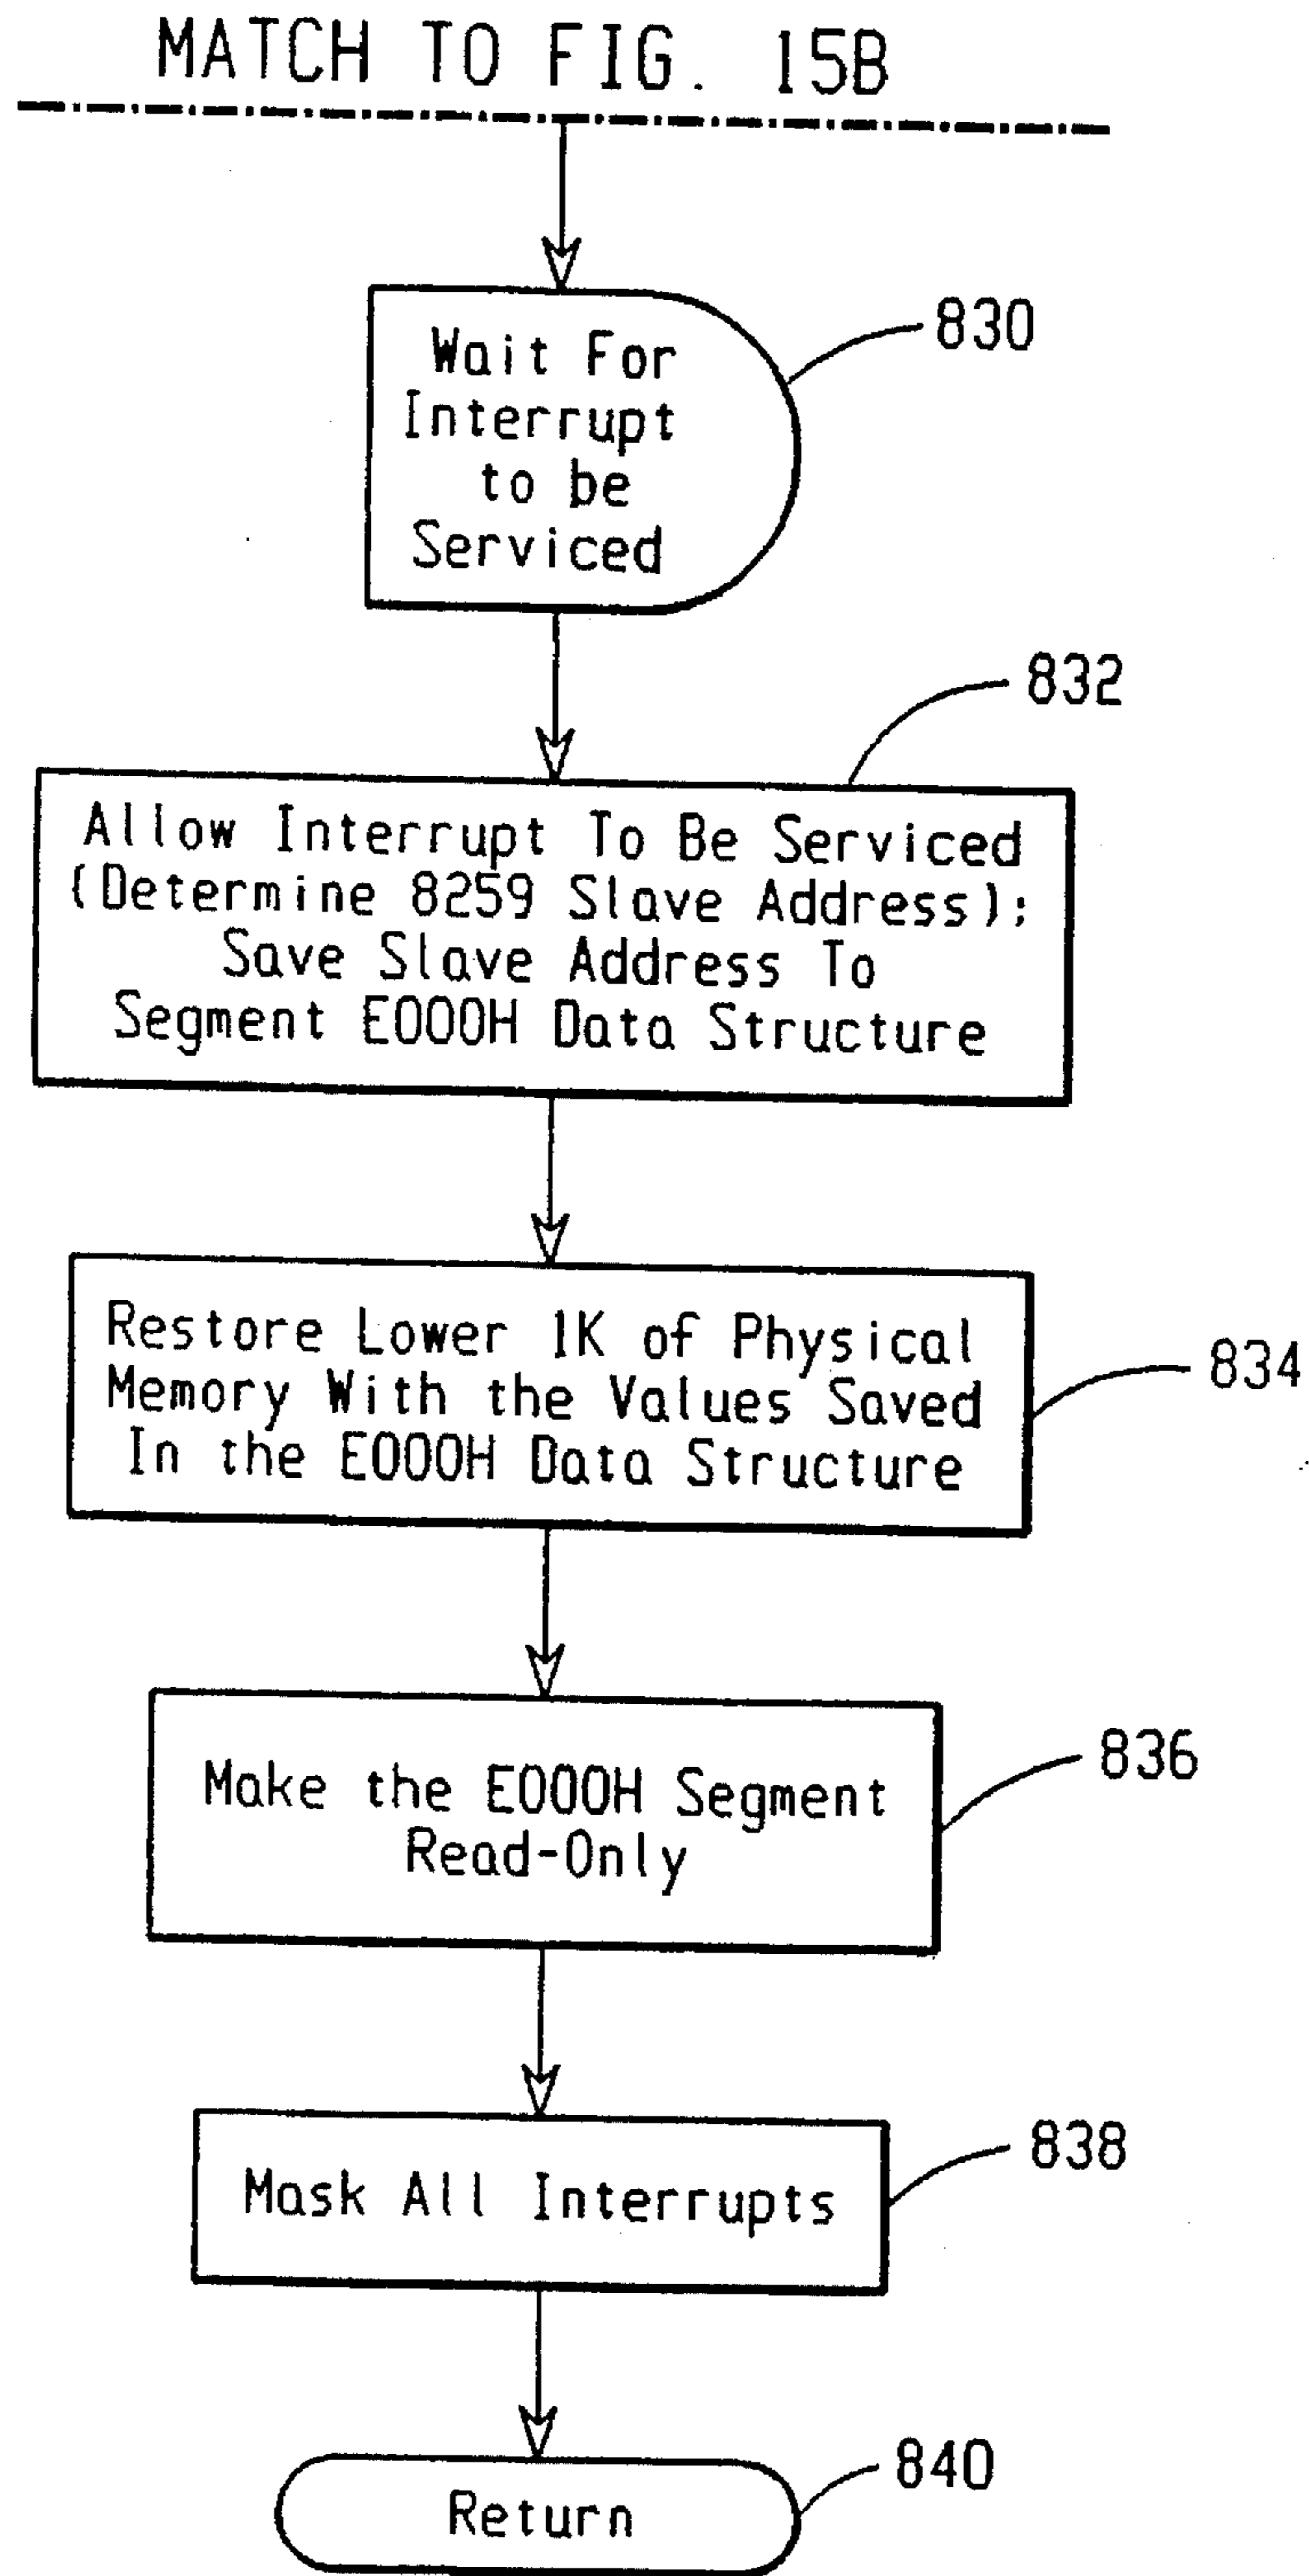 MATCH TO FIG. 15B
Wait For
Interrupt
to be
Serviced
830
832
Allow Interrupt To Be Serviced
(Determine 8259 Slave Address);
Save Slave Address To
Segment E000H Data Structure
Restore Lower 1K of Physical
Memory With the Values Saved
In the E000H Data Structure
834
Make the E000H Segment
Read-Only
836
Mask All Interrupts
838
Return
840